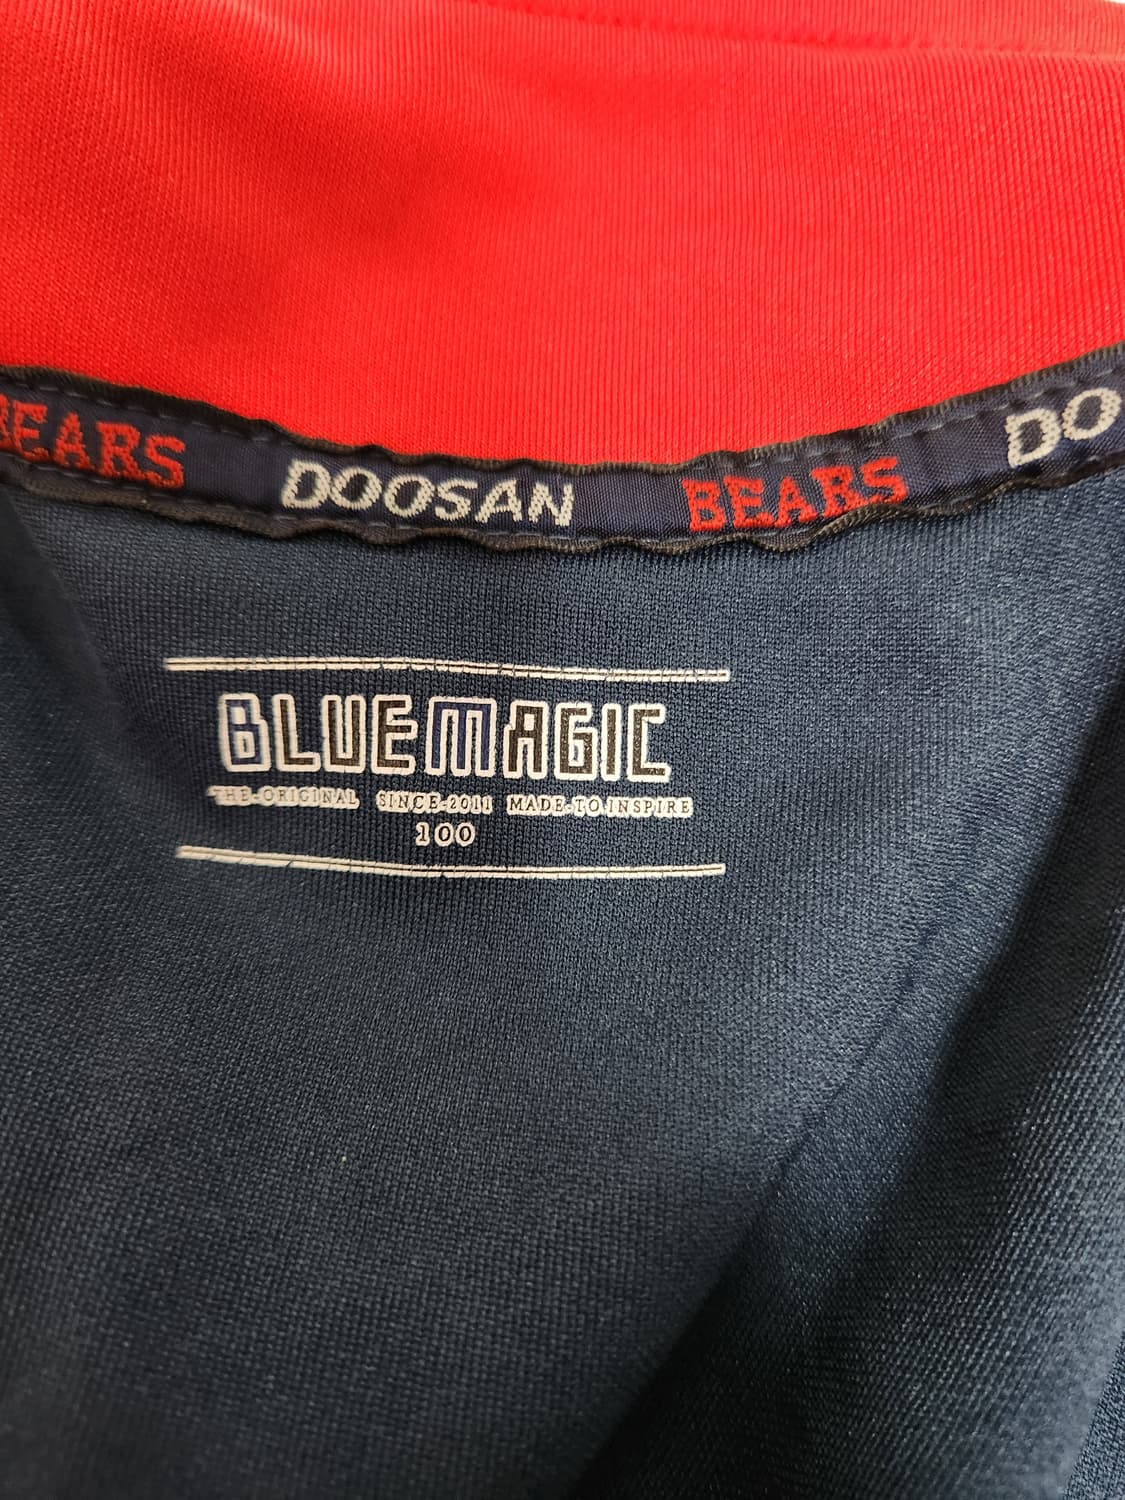 BEARS DOOSAN BEARS DO
BLUEMAGIC
THE ORIGINAL SINCE 2011 MADE TO INSPIRE
100